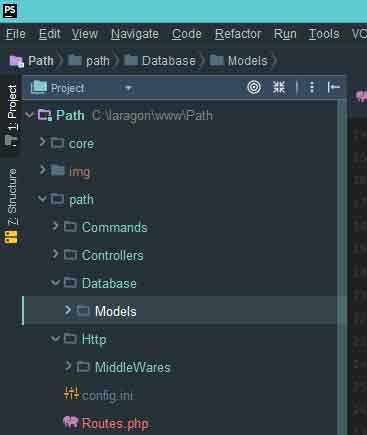 PS
File Edit View Navigate Code Refactor Run Tools VC
Path path Database Models
Project
1: Project
7: Structure
Path C:\laragon\www\Path
core
img
path
Commands
Controllers
Database
Models
Http
MiddleWares
config.ini
Routes.php